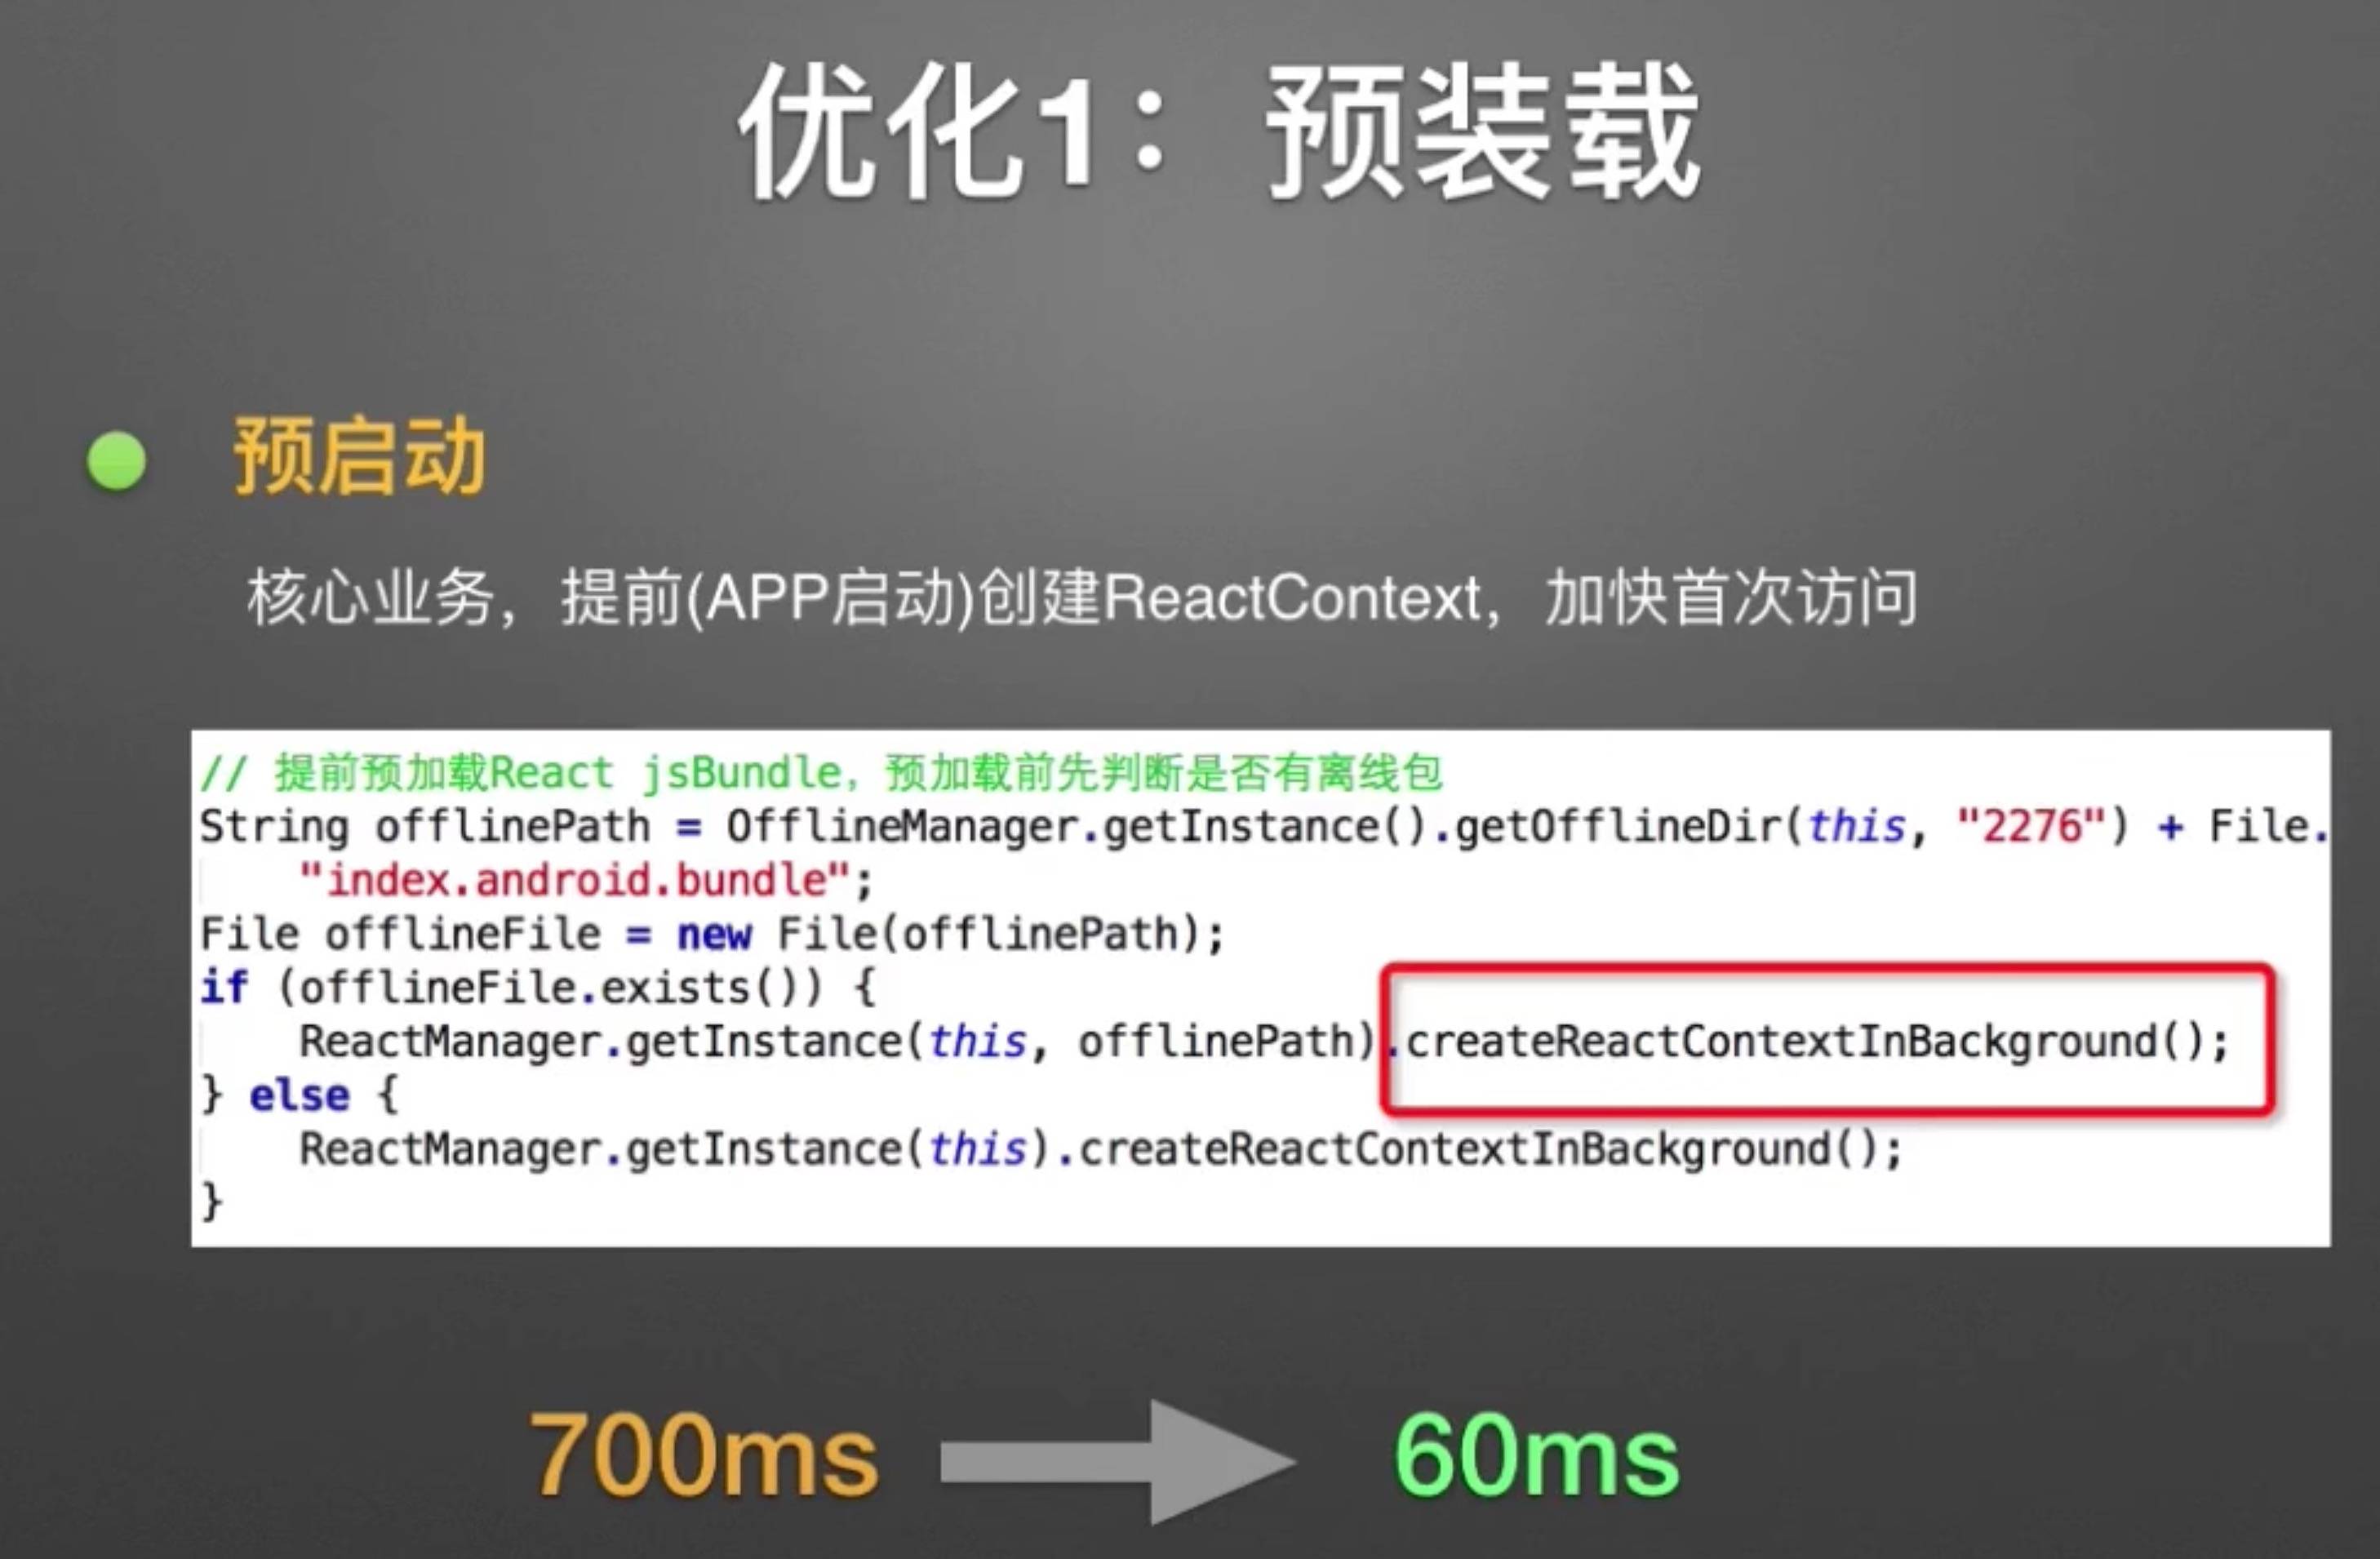 优化1：预装载
预启动
核心业务，提前(APP启动)创建ReactContext，加快首次访问
// 提前预加载React jsBundle，预加载前先判断是否有离线包
String offlinePath = OfflineManager.getInstance().getOfflineDir(this, "2276") + File.
"index.android.bundle";
File offlineFile = new File(offlinePath);
if (offlineFile.exists()) {
ReactManager.getInstance(this, offlinePath).createReactContextInBackground();
} else {
ReactManager.getInstance(this).createReactContextInBackground();
}
700ms
60ms